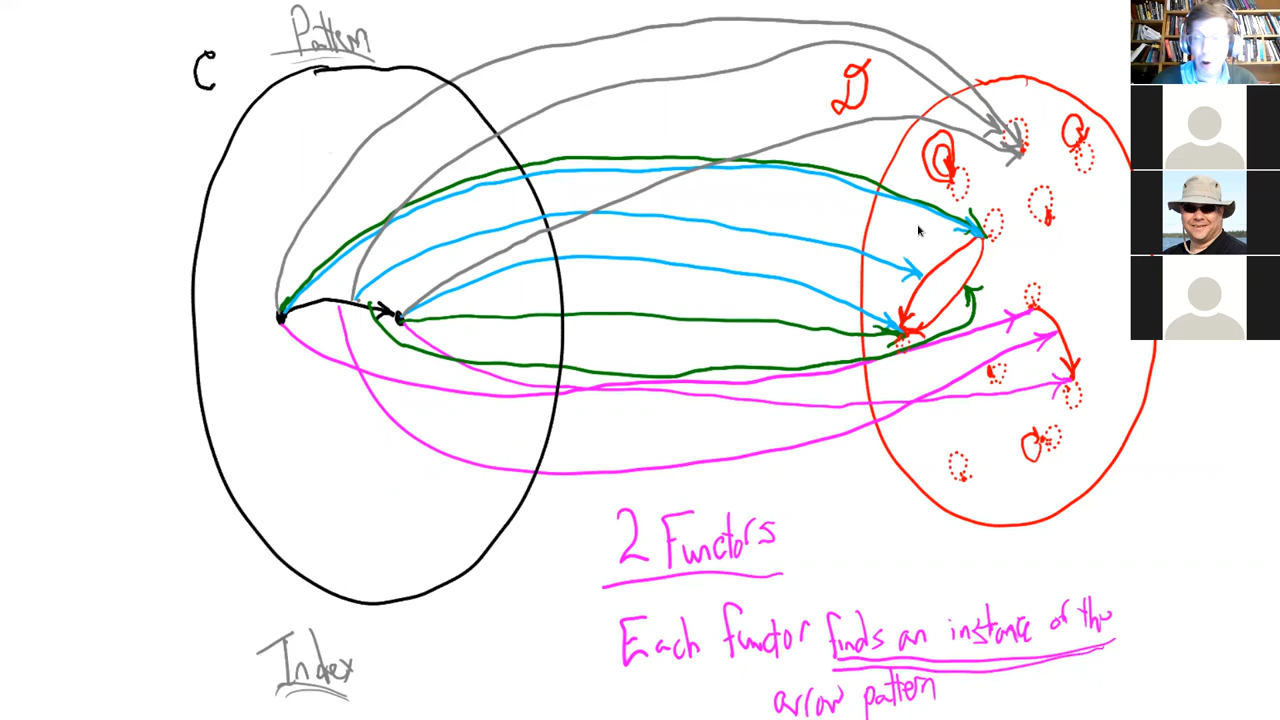 Pattern
C
D
2 Functors
Each functor finds an instance of the
arrow pattern
Index